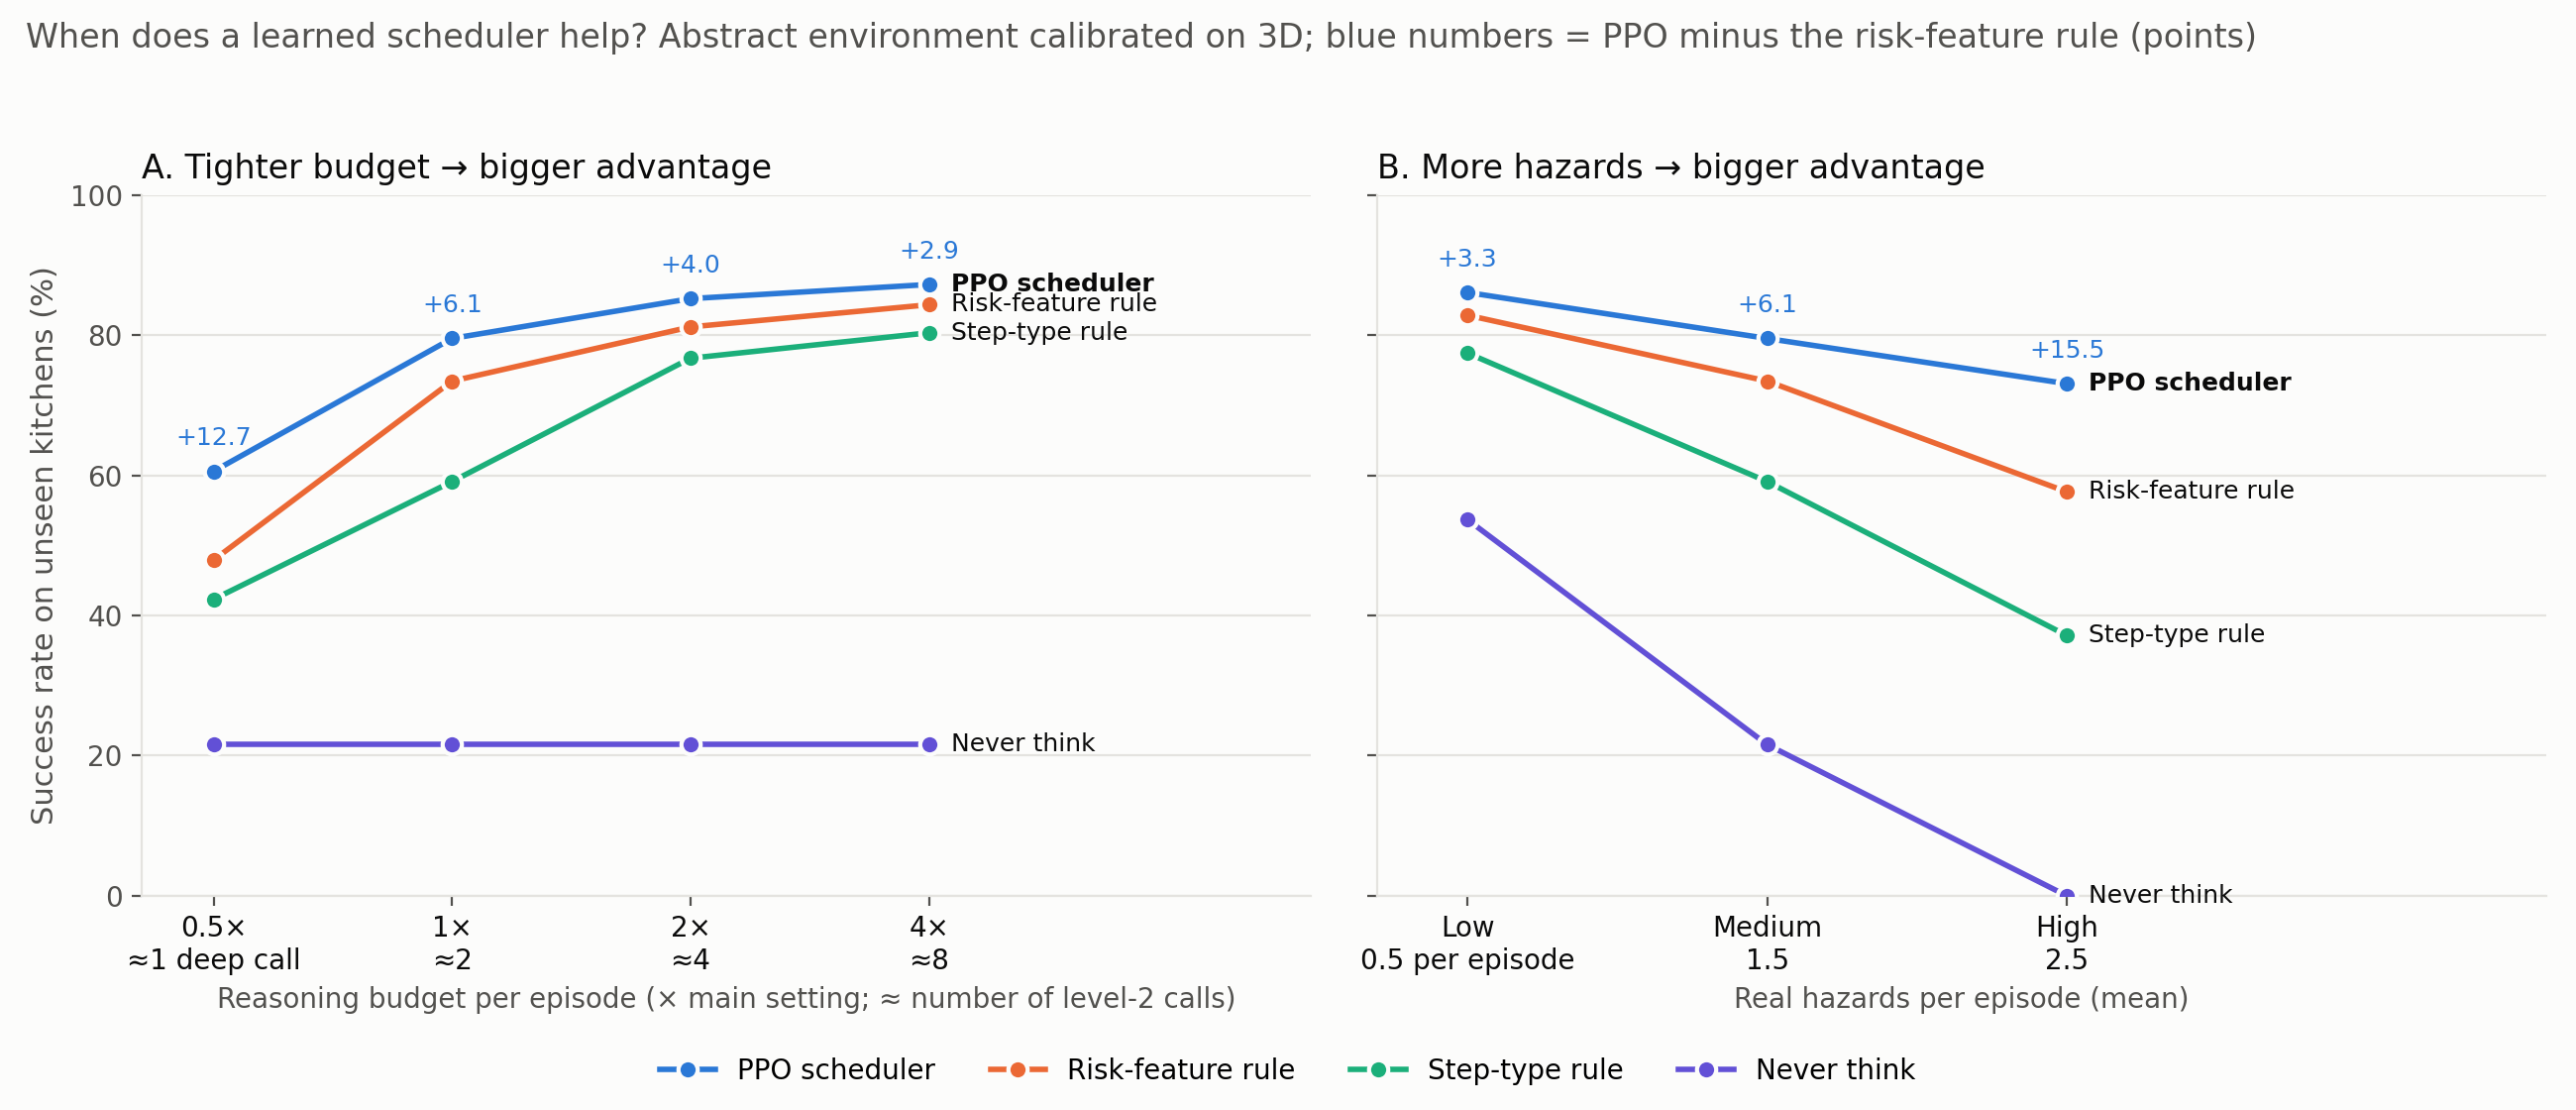 When does a learned scheduler help? Abstract environment calibrated on 3D; blue numbers = PPO minus the risk-feature rule (points)
A. Tighter budget → bigger advantage
Success rate on unseen kitchens (%)
100
80
60
40
20
0
+12.7
+6.1
+4.0
+2.9
PPO scheduler
Risk-feature rule
Step-type rule
Never think
0.5× 1× 2× 4×
≈1 deep call ≈2 ≈4 ≈8
Reasoning budget per episode (× main setting; ≈ number of level-2 calls)
B. More hazards → bigger advantage
+3.3
+6.1
+15.5
PPO scheduler
Risk-feature rule
Step-type rule
Never think
Low Medium High
0.5 per episode 1.5 2.5
Real hazards per episode (mean)
PPO scheduler Risk-feature rule Step-type rule Never think